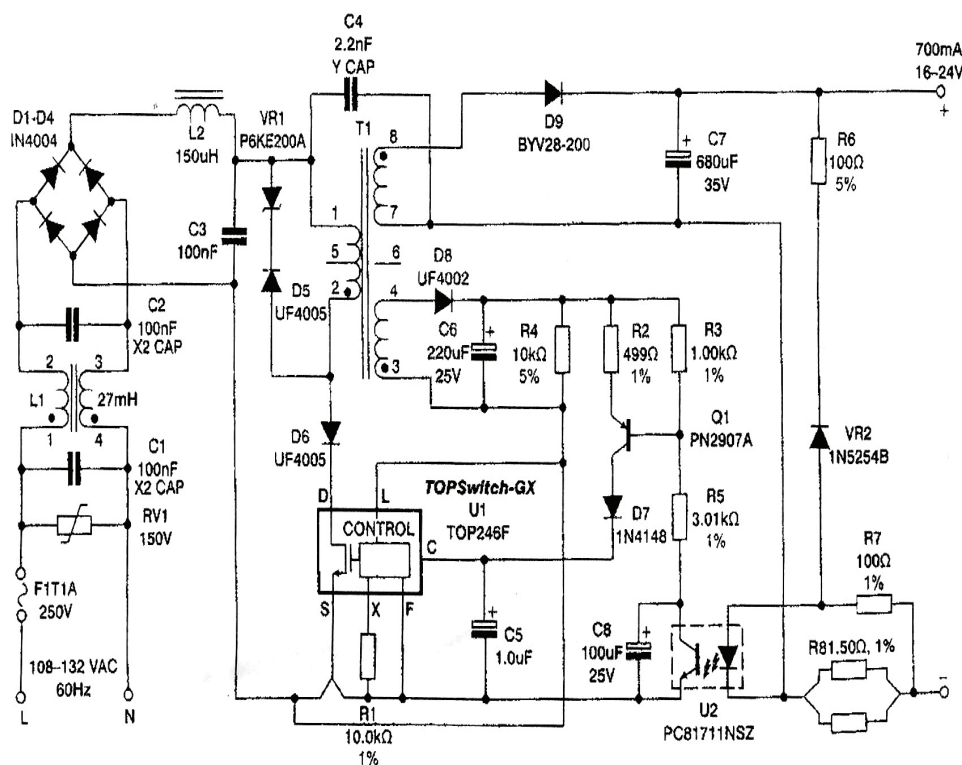 C4
2.2nF
Y CAP
700mA
16–24V
+
D1-D4
IN4004
L2
150uH
VR1
P6KE200A
T1
8
D9
BYV28-200
+
C7
680uF
35V
R6
100Ω
5%
C3
100nF
1
5
2
7
6
4
3
D5
UF4005
D8
UF4002
+
C6
220uF
25V
R4
10kΩ
5%
R2
499Ω
1%
R3
1.00kΩ
1%
C2
100nF
X2 CAP
2
3
L1
27mH
1
4
C1
100nF
X2 CAP
RV1
150V
Q1
PN2907A
VR2
1N5254B
D6
UF4005
D
L
TOPSwitch-GX
U1
TOP246F
CONTROL
C
S
X
F
D7
1N4148
R5
3.01kΩ
1%
R7
100Ω
1%
F1T1A
250V
+
C5
1.0uF
C8
100uF
25V
+
R81.50Ω, 1%
108–132 VAC
60Hz
L
N
R1
10.0kΩ
1%
U2
PC81711NSZ
–